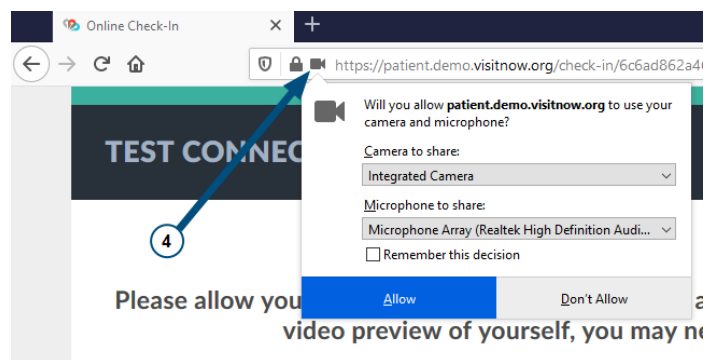 Online Check-In
https://patient.demo.visitnow.org/check-in/6c6ad862a4
Will you allow patient.demo.visitnow.org to use your
camera and microphone?
TEST CONNEC
Camera to share:
Integrated Camera
Microphone to share:
Microphone Array (Realtek High Definition Audi...
4
Remember this decision
Please allow you
Allow
Don't Allow
a
video preview of yourself, you may ne